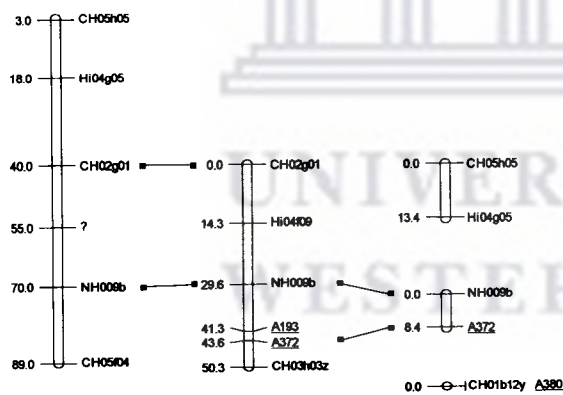 3.0 CH05h05
18.0 Hi04g05
40.0 CH02g01
55.0 ?
70.0 NH009b
89.0 CH05f04
0.0 CH02g01
14.3 Hi04f09
29.6 NH009b
41.3 A193
43.6 A372
50.3 CH03h03z
0.0 CH05h05
13.4 Hi04g05
0.0 NH009b
8.4 A372
0.0 CH01b12y A380
UNIVER
WESTER